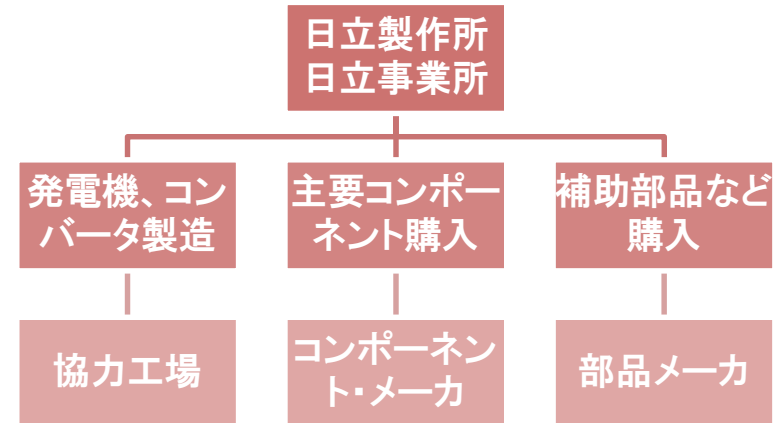 日立製作所
日立事業所
発電機、コン
バータ製造
主要コンポー
ネント購入
補助部品など
購入
協力工場
コンポーネン
ト・メーカ
部品メーカ